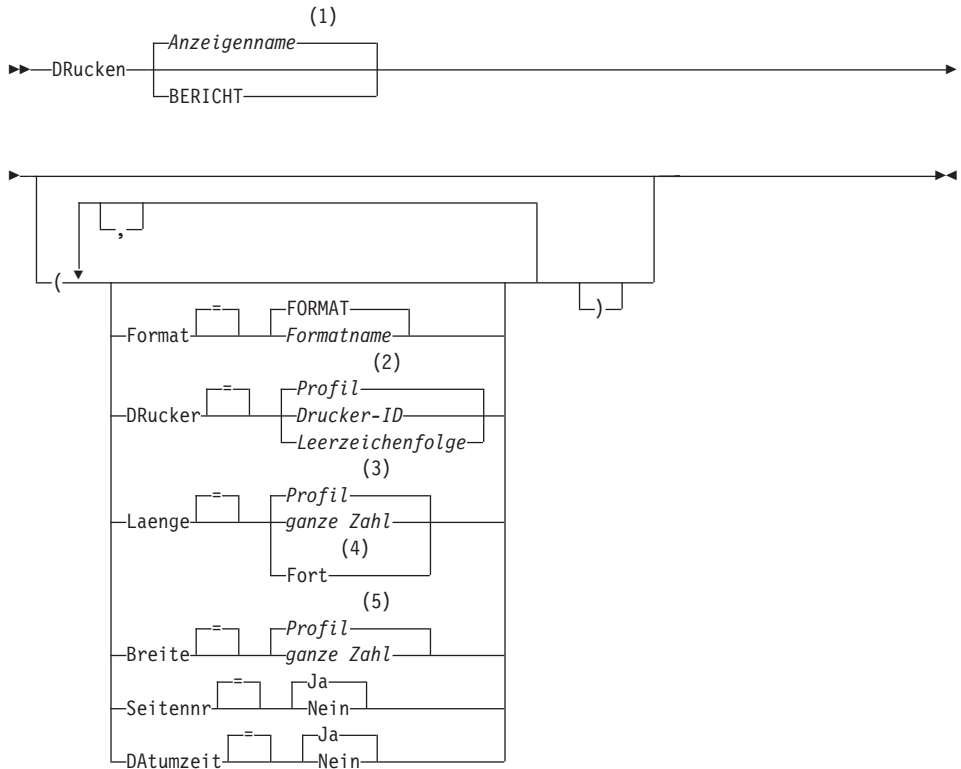 (1)
Anzeigenname
DRucken
BERICHT
,
(
)
Format = FORMAT
Formatname
(2)
DRucker = Profil
Drucker-ID
Leerzeichenfolge
(3)
Laenge = Profil
ganze Zahl
(4)
Fort
(5)
Breite = Profil
ganze Zahl
Seitennr = Ja
Nein
DAtumzeit = Ja
Nein